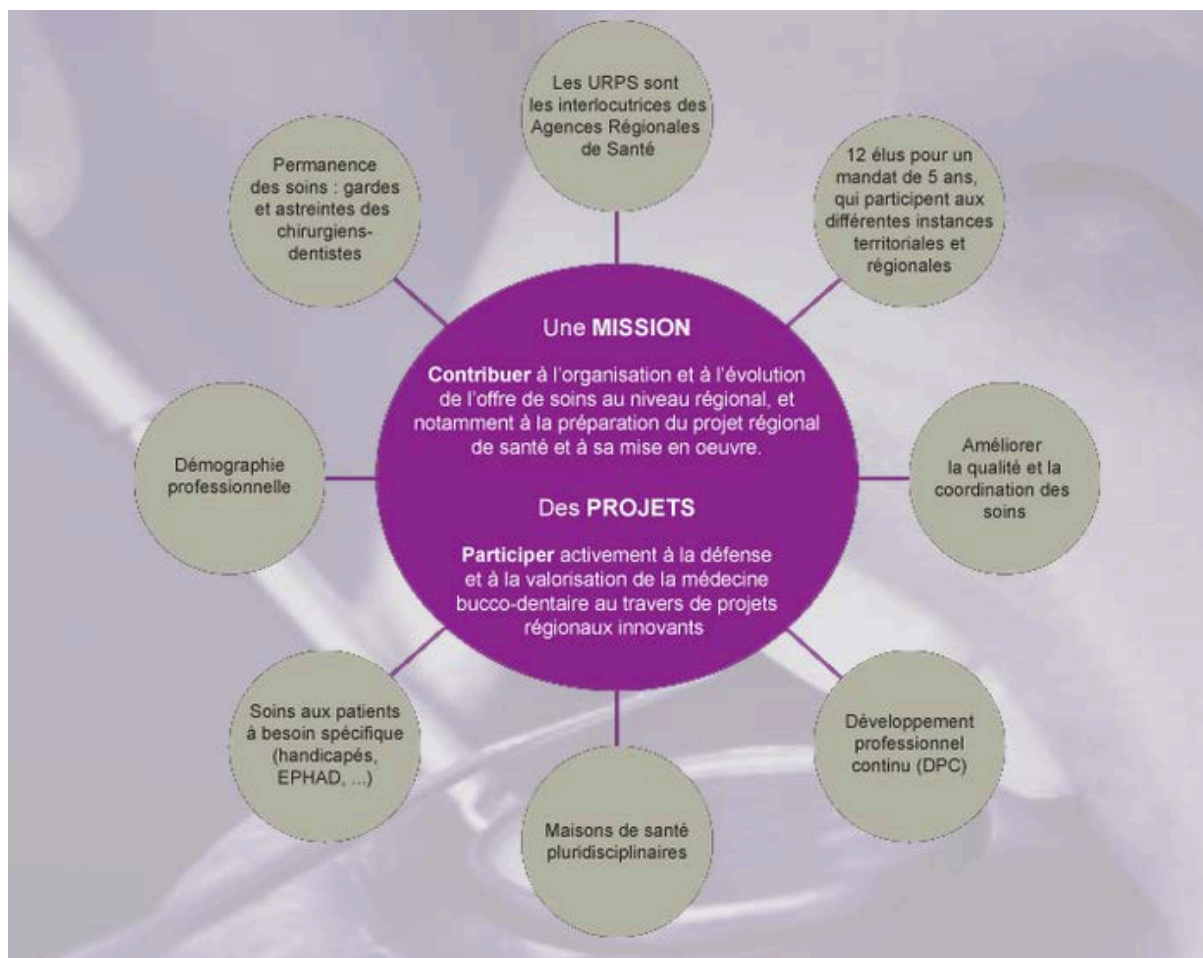 Les URPS sont
les interlocutrices des
Agences Régionales
de Santé
12 élus pour un
mandat de 5 ans,
qui participent aux
différentes instances
territoriales et
régionales
Améliorer
la qualité et la
coordination des
soins
Développement
professionnel
continu (DPC)
Maisons de santé
pluridisciplinaires
Soins aux patients
à besoin spécifique
(handicapés,
EPHAD, ...)
Démographie
professionnelle
Permanence
des soins : gardes
et astreintes des
chirurgiens-
dentistes
Une MISSION
Contribuer à l'organisation et à l'évolution
de l'offre de soins au niveau régional, et
notamment à la préparation du projet régional
de santé et à sa mise en oeuvre.
Des PROJETS
Participer activement à la défense
et à la valorisation de la médecine
bucco-dentaire au travers de projets
régionaux innovants